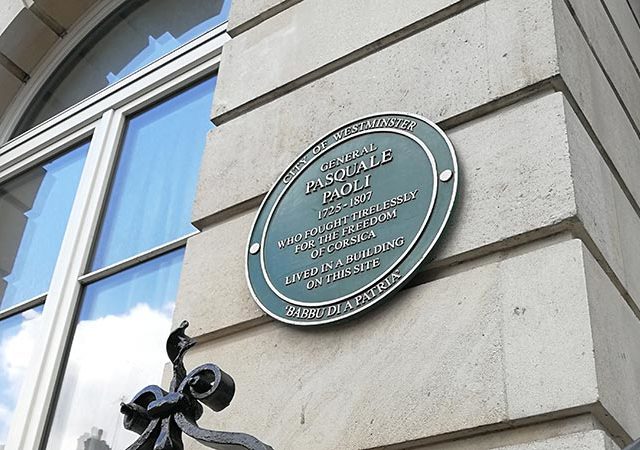 CITY OF WESTMINSTER
GENERAL
PASQUALE
PAOLI
1725-1807
WHO FOUGHT TIRELESSLY
FOR THE FREEDOM
OF CORSICA
LIVED IN A BUILDING
ON THIS SITE
'BABBU DI A PATRIA'